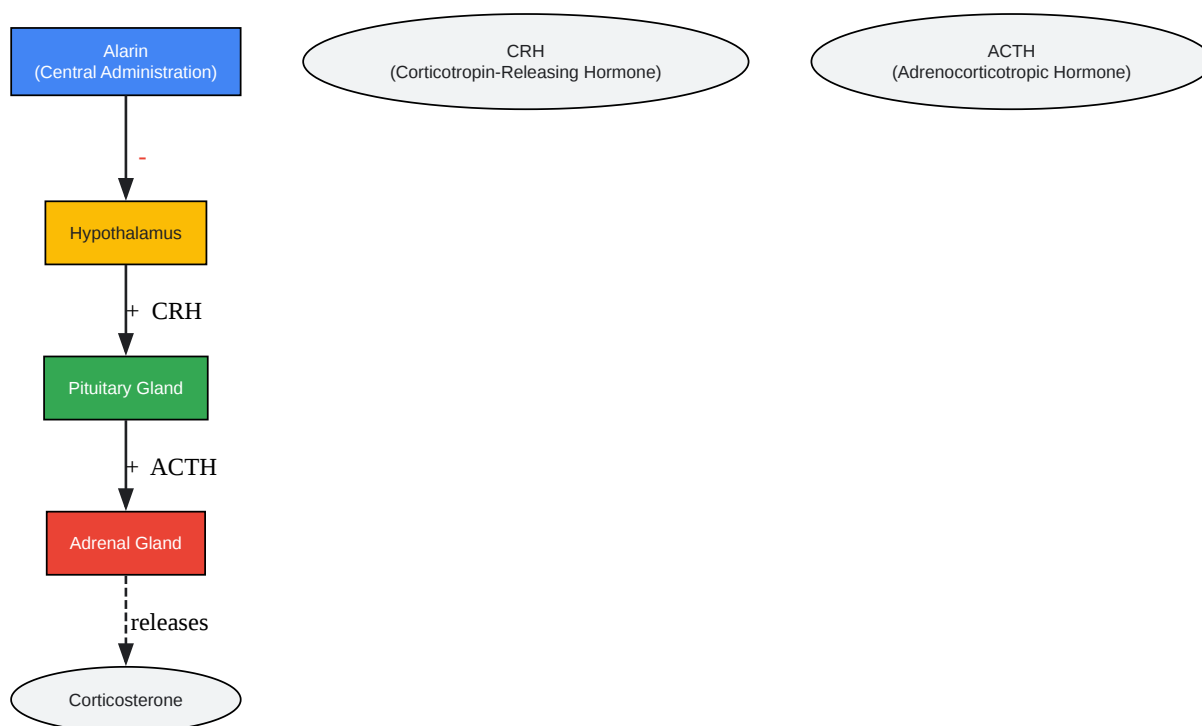 Alarin
(Central Administration)
CRH
(Corticotropin-Releasing Hormone)
ACTH
(Adrenocorticotropic Hormone)
-
Hypothalamus
+ CRH
Pituitary Gland
+ ACTH
Adrenal Gland
releases
Corticosterone